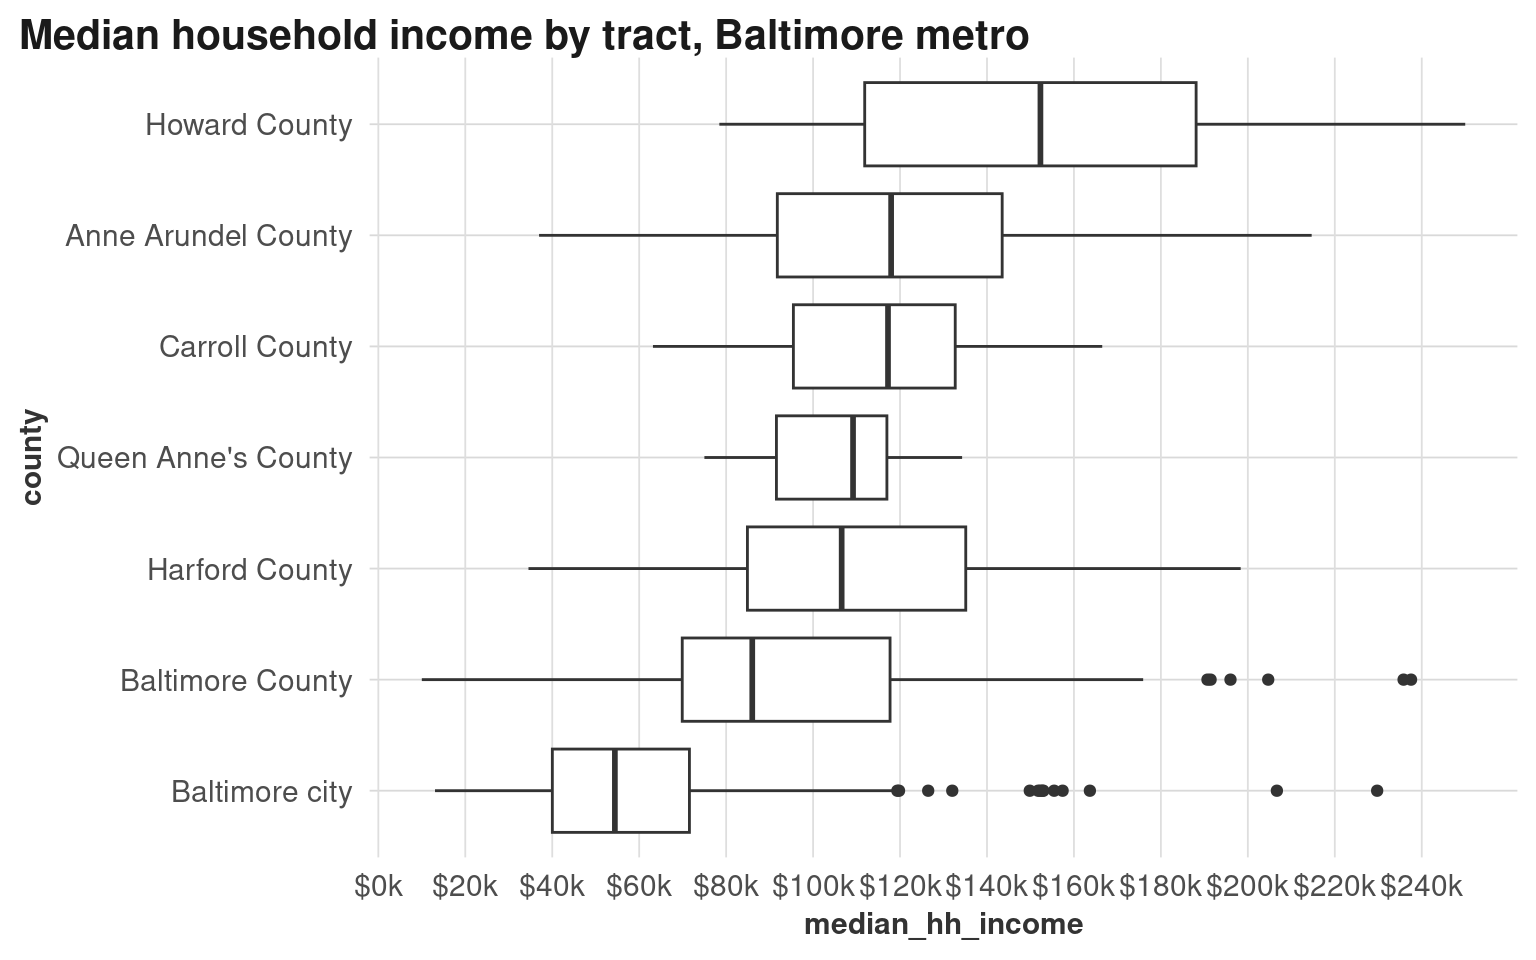 Median household income by tract, Baltimore metro
Howard County
Anne Arundel County
Carroll County
Queen Anne's County
Harford County
Baltimore County
Baltimore city
county
$0k $20k $40k $60k $80k $100k $120k $140k $160k $180k $200k $220k $240k
median_hh_income